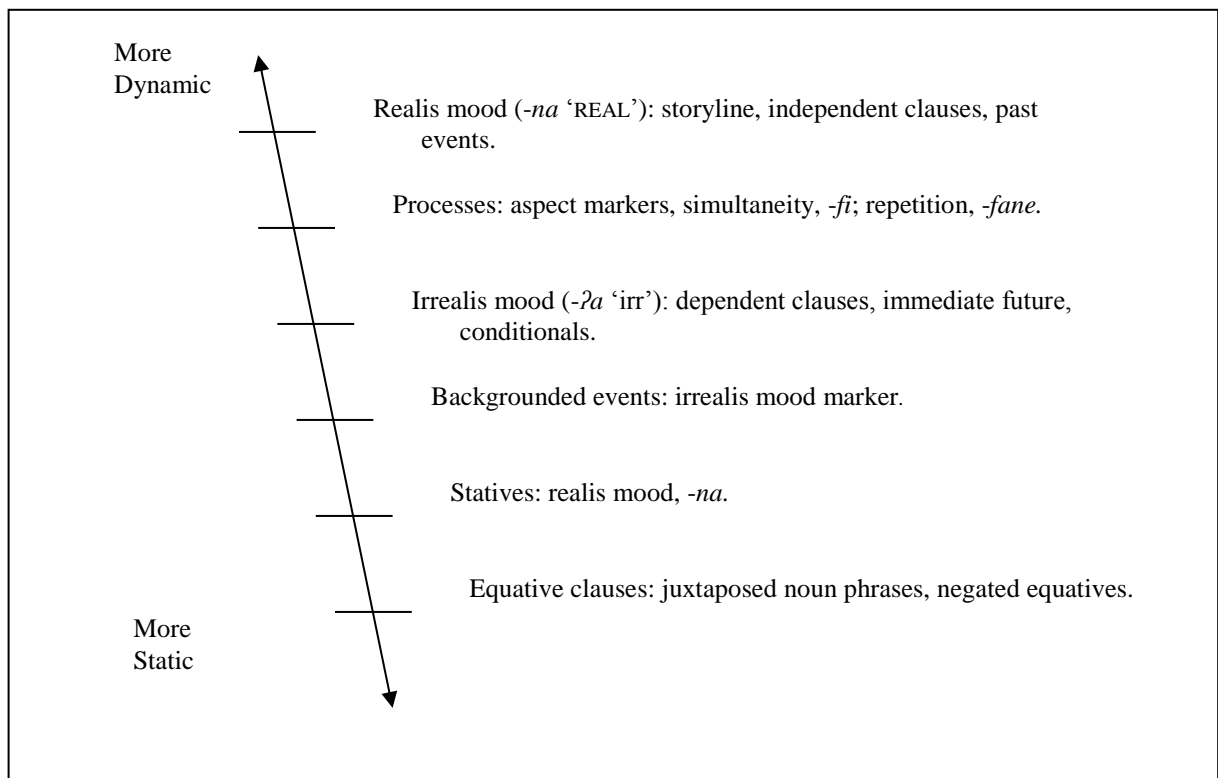 More
Dynamic
Realis mood (-na ‘REAL’): storyline, independent clauses, past
events.
Processes: aspect markers, simultaneity, -fi; repetition, -fane.
Irrealis mood (-ʔa ‘irr’): dependent clauses, immediate future,
conditionals.
Backgrounded events: irrealis mood marker.
Statives: realis mood, -na.
Equative clauses: juxtaposed noun phrases, negated equatives.
More
Static